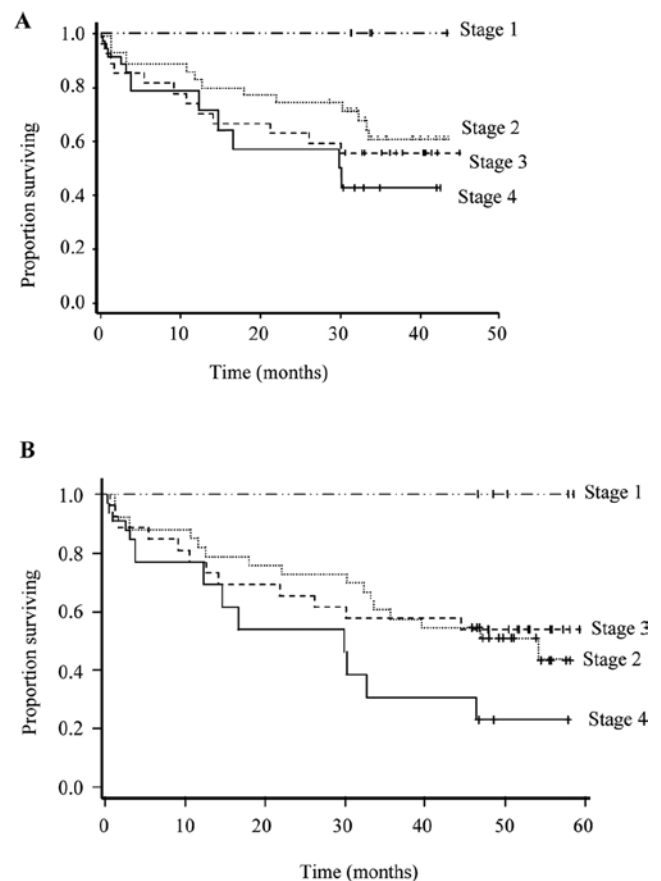 A
1.0
0.8
0.6
0.4
0.2
0.0
Proportion surviving
Stage 1
Stage 2
Stage 3
Stage 4
0 10 20 30 40 50
Time (months)
B
1.0
0.8
0.6
0.4
0.2
0.0
Proportion surviving
Stage 1
Stage 3
Stage 2
Stage 4
0 10 20 30 40 50 60
Time (months)